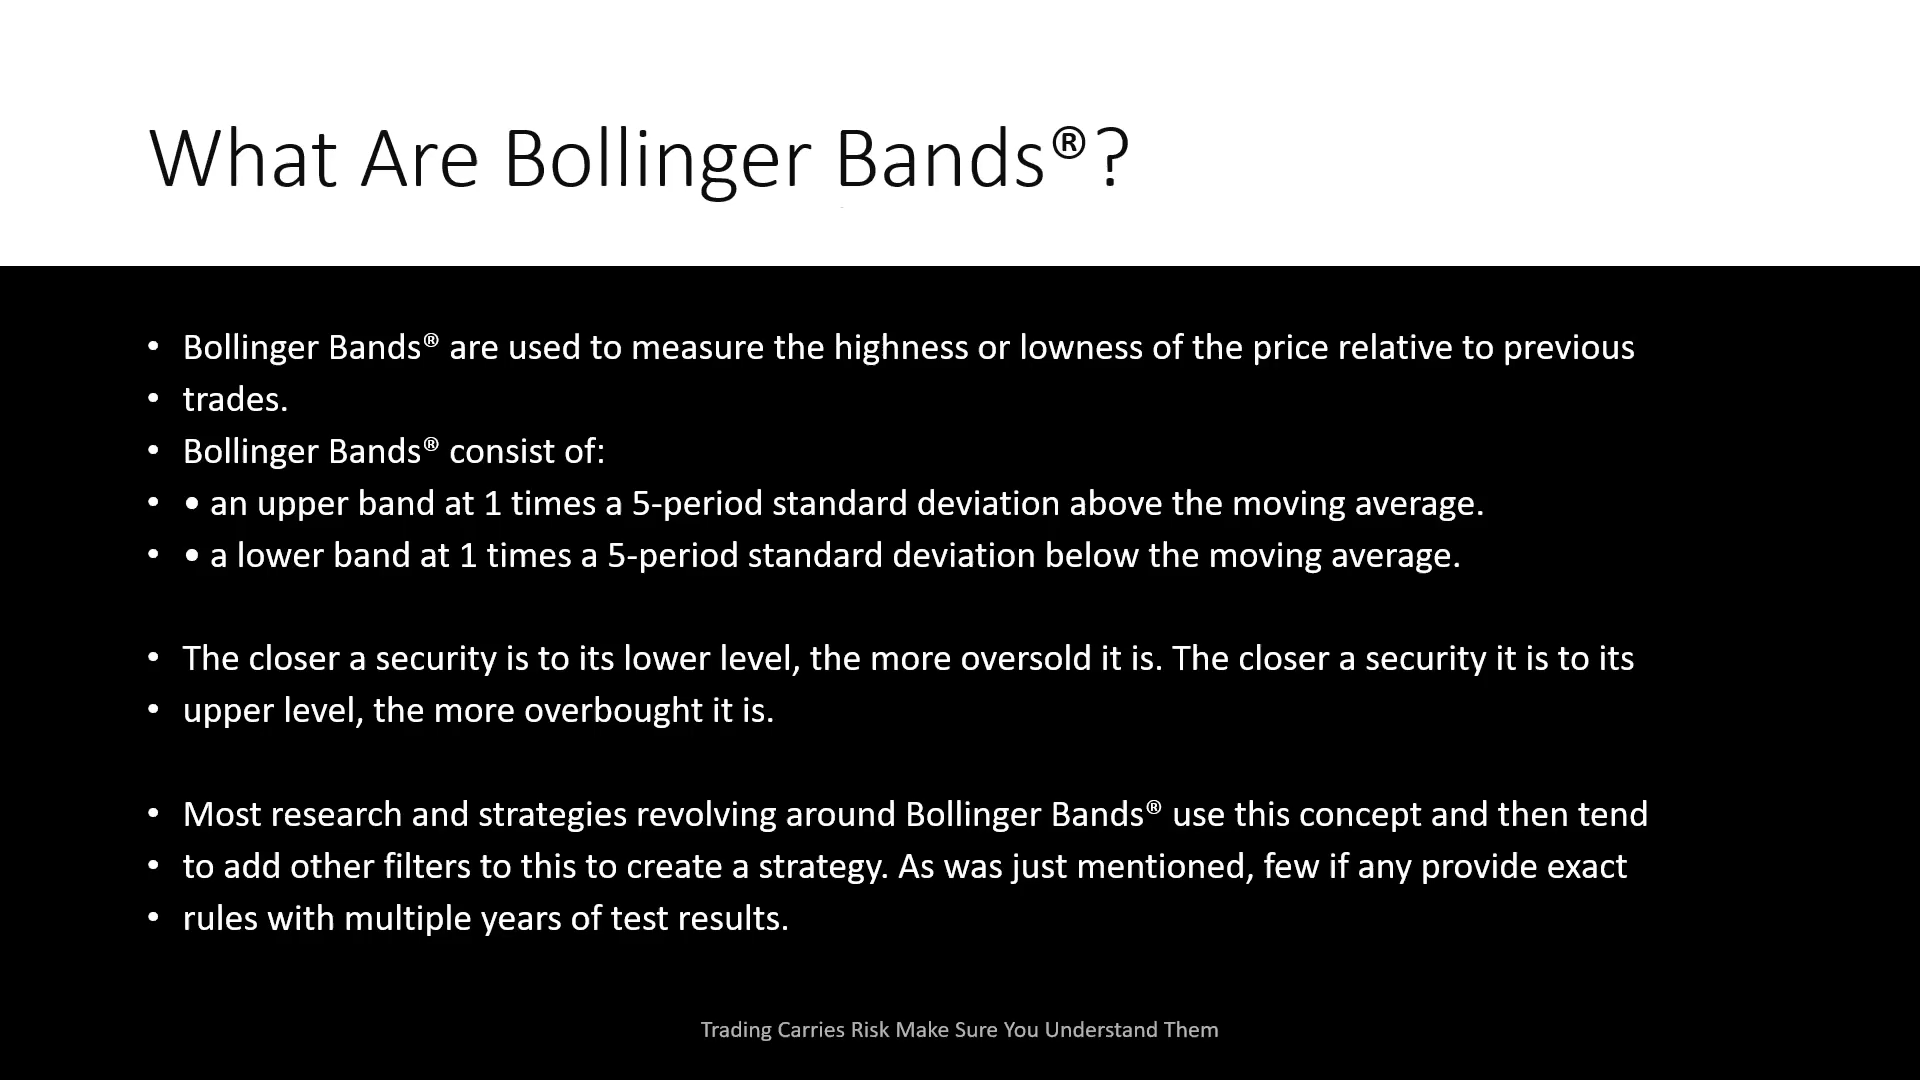 What Are Bollinger Bands®?
• Bollinger Bands® are used to measure the highness or lowness of the price relative to previous
• trades.
• Bollinger Bands® consist of:
• • an upper band at 1 times a 5-period standard deviation above the moving average.
• • a lower band at 1 times a 5-period standard deviation below the moving average.
• The closer a security is to its lower level, the more oversold it is. The closer a security it is to its
• upper level, the more overbought it is.
• Most research and strategies revolving around Bollinger Bands® use this concept and then tend
• to add other filters to this to create a strategy. As was just mentioned, few if any provide exact
• rules with multiple years of test results.
Trading Carries Risk Make Sure You Understand Them